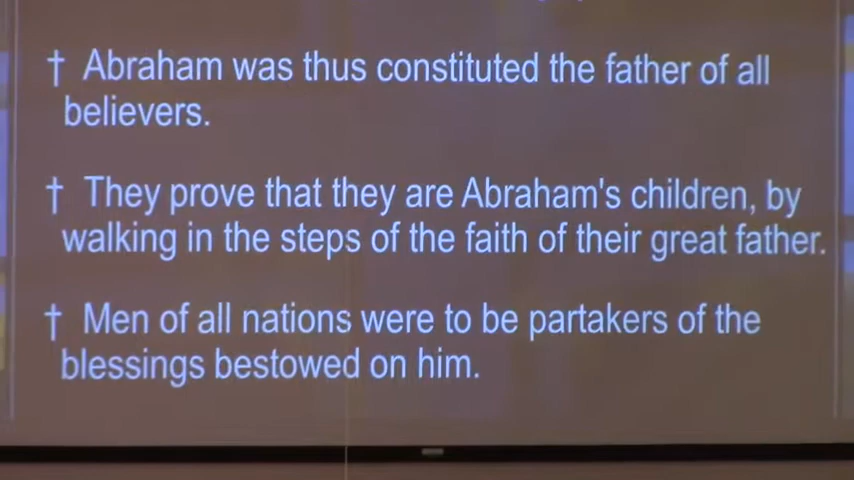 † Abraham was thus constituted the father of all
believers.
† They prove that they are Abraham's children, by
walking in the steps of the faith of their great father.
† Men of all nations were to be partakers of the
blessings bestowed on him.